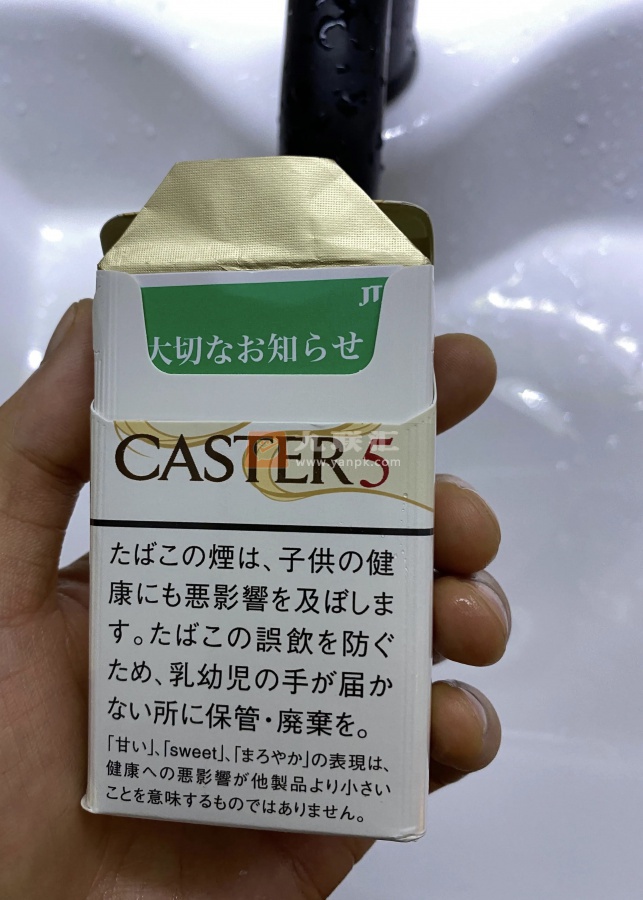 JT
大切なお知らせ
CASTER 5
www.yanpk.com
たばこの煙は、子供の健
康にも悪影響を及ぼしま
す。たばこの誤飲を防ぐ
ため、乳幼児の手が届か
ない所に保管・廃棄を。
「甘い」、「sweet」、「まろやか」の表現は、
健康への悪影響が他製品より小さい
ことを意味するものではありません。